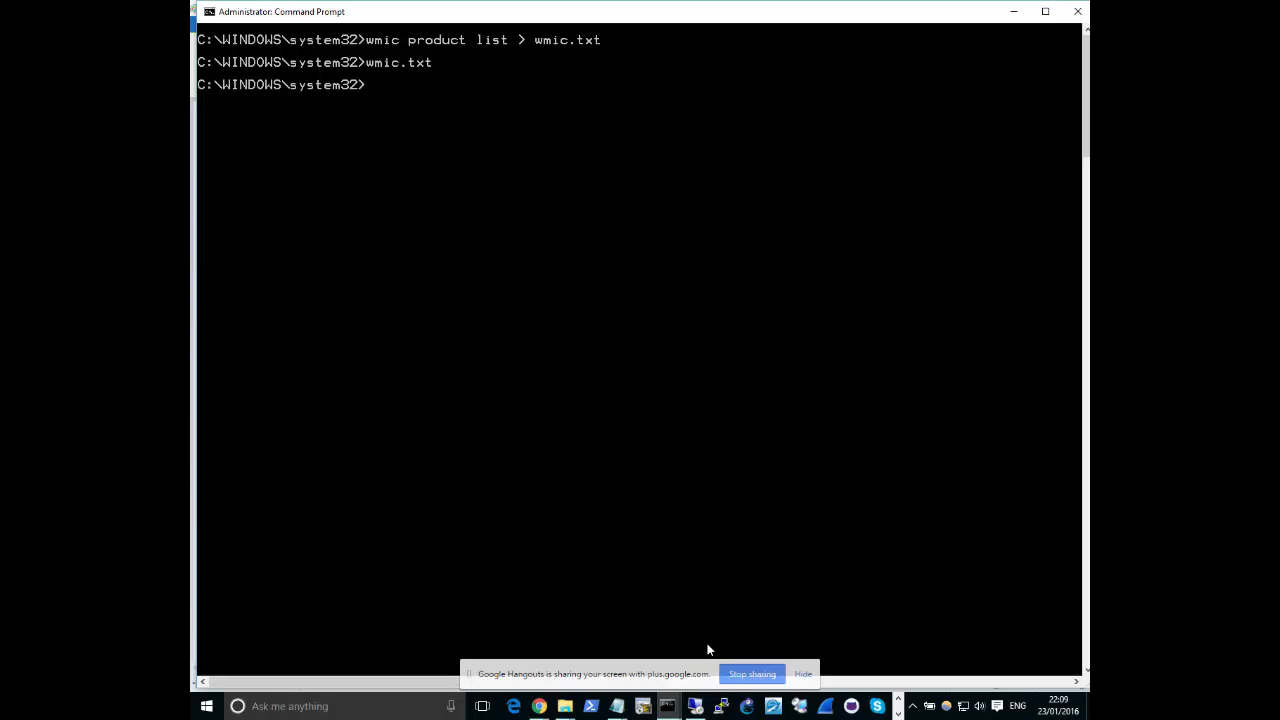 Administrator: Command Prompt
C:\WINDOWS\system32>wmic product list > wmic.txt
C:\WINDOWS\system32>wmic.txt
C:\WINDOWS\system32>
Google Hangouts is sharing your screen with plus.google.com.
Stop sharing
Hide
Ask me anything
ENG
22:09
23/01/2016